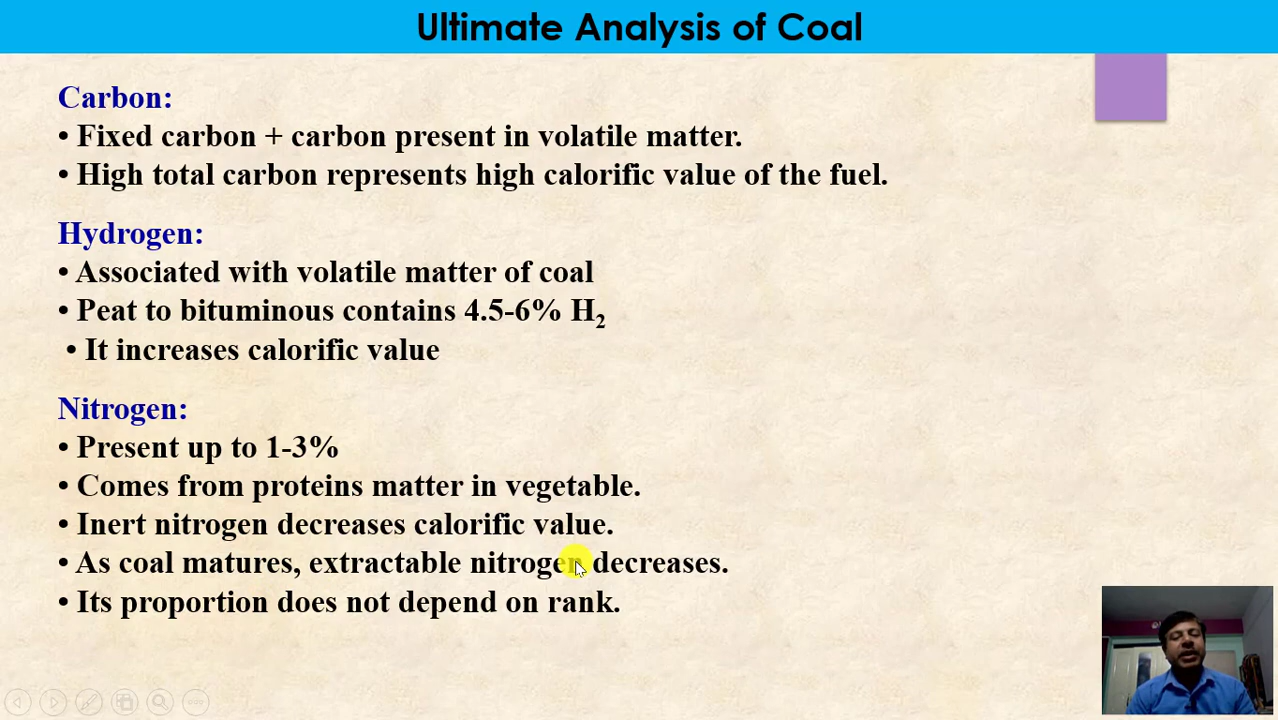 Ultimate Analysis of Coal
Carbon:
• Fixed carbon + carbon present in volatile matter.
• High total carbon represents high calorific value of the fuel.
Hydrogen:
• Associated with volatile matter of coal
• Peat to bituminous contains 4.5-6% H₂
• It increases calorific value
Nitrogen:
• Present up to 1-3%
• Comes from proteins matter in vegetable.
• Inert nitrogen decreases calorific value.
• As coal matures, extractable nitrogen decreases.
• Its proportion does not depend on rank.